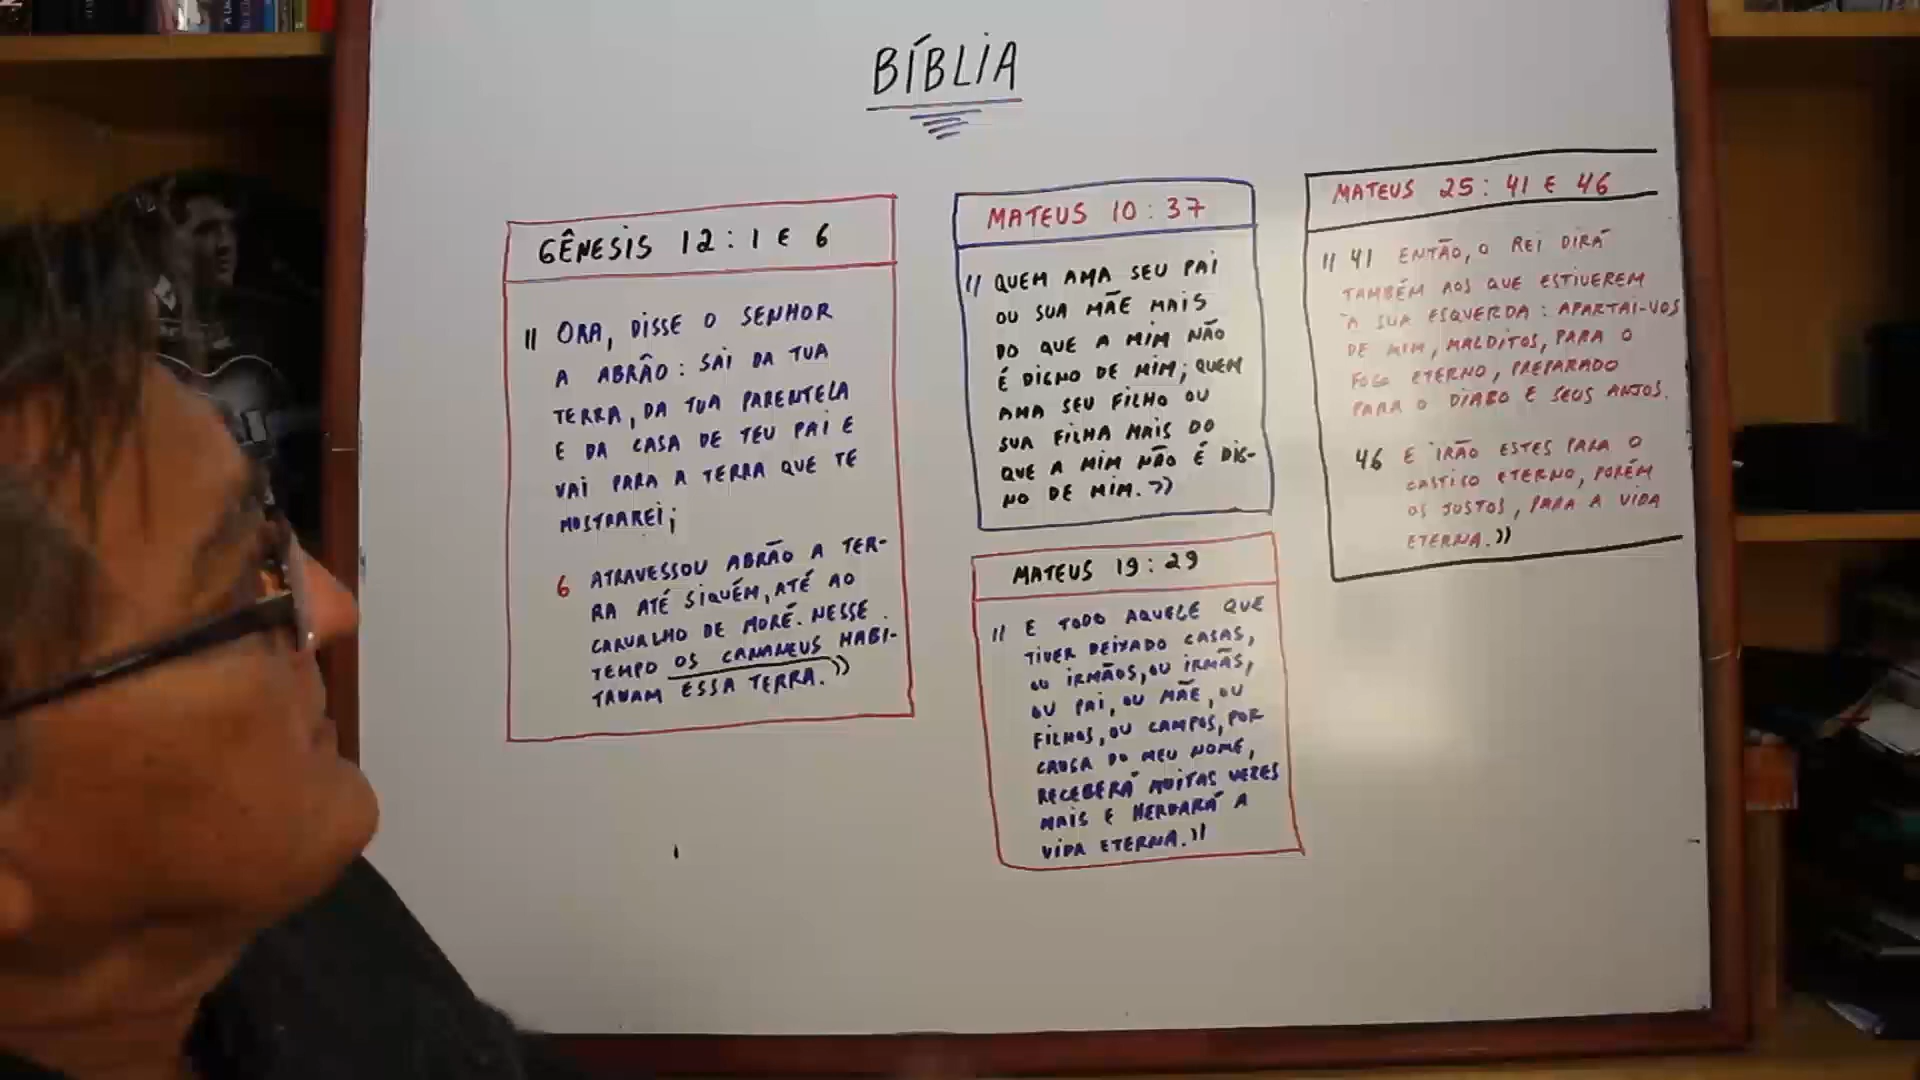 BÍBLIA
GÊNESIS 12:1 E 6
" ORA, DISSE O SENHOR
A ABRÃO: SAI DA TUA
TERRA, DA TUA PARENTELA
E DA CASA DE TEU PAI E
VAI PARA A TERRA QUE TE
MOSTRAREI;
6 ATRAVESSOU ABRÃO A TER-
RA ATÉ SIQUÉM, ATÉ AO
CARVALHO DE MORÉ. NESSE
TEMPO OS CANANEUS HABI-
TAVAM ESSA TERRA."
MATEUS 10:37
" QUEM AMA SEU PAI
OU SUA MÃE MAIS
DO QUE A MIM NÃO
É DIGNO DE MIM; QUEM
AMA SEU FILHO OU
SUA FILHA MAIS DO
QUE A MIM NÃO É DIG-
NO DE MIM."
MATEUS 19:29
" E TODO AQUELE QUE
TIVER DEIXADO CASAS,
OU IRMÃOS, OU IRMÃS,
OU PAI, OU MÃE, OU
FILHOS, OU CAMPOS, POR
CAUSA DO MEU NOME,
RECEBERÁ MUITAS VEZES
MAIS E HERDARÁ A
VIDA ETERNA."
MATEUS 25:41 E 46
" 41 ENTÃO, O REI DIRÁ
TAMBÉM AOS QUE ESTIVEREM
À SUA ESQUERDA: APARTAI-VOS
DE MIM, MALDITOS, PARA O
FOGO ETERNO, PREPARADO
PARA O DIABO E SEUS ANJOS.
46 E IRÃO ESTES PARA O
CASTIGO ETERNO, PORÉM
OS JUSTOS, PARA A VIDA
ETERNA."